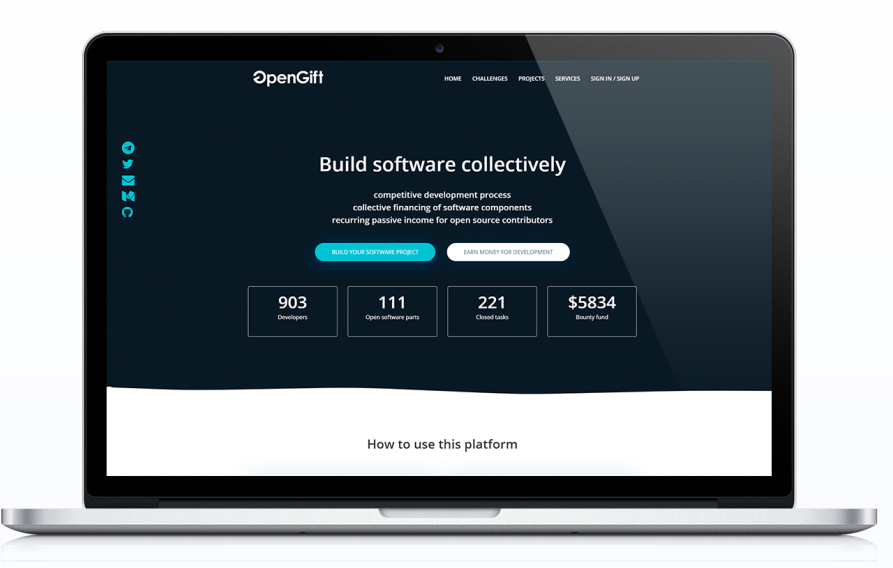 OpenGift
HOME CHALLENGES PROJECTS SERVICES SIGN IN / SIGN UP
Build software collectively
competitive development process
collective financing of software components
recurring passive income for open source contributors
BUILD YOUR SOFTWARE PROJECT EARN MONEY FOR DEVELOPMENT
903 111 221 $5834
Developers Open software parts Closed tasks Bounty fund
How to use this platform